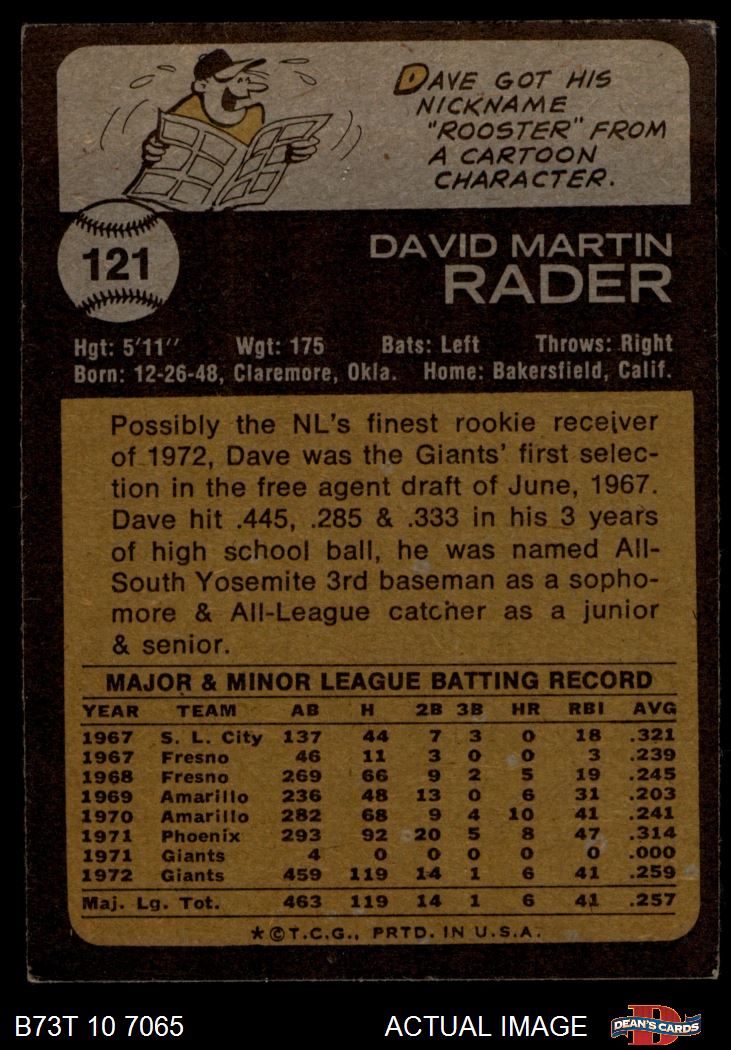 DAVE GOT HIS
NICKNAME
"ROOSTER" FROM
A CARTOON
CHARACTER.
121
DAVID MARTIN
RADER
Hgt: 5'11" Wgt: 175 Bats: Left Throws: Right
Born: 12-26-48, Claremore, Okla. Home: Bakersfield, Calif.
Possibly the NL's finest rookie receiver
of 1972, Dave was the Giants' first selec-
tion in the free agent draft of June, 1967.
Dave hit .445, .285 & .333 in his 3 years
of high school ball, he was named All-
South Yosemite 3rd baseman as a sopho-
more & All-League catcher as a junior
& senior.
MAJOR & MINOR LEAGUE BATTING RECORD
YEAR TEAM AB H 2B 3B HR RBI AVG
1967 S. L. City 137 44 7 3 0 18 .321
1967 Fresno 46 11 3 0 0 3 .239
1968 Fresno 269 66 9 2 5 19 .245
1969 Amarillo 236 48 13 0 6 31 .203
1970 Amarillo 282 68 9 4 10 41 .241
1971 Phoenix 293 92 20 5 8 47 .314
1971 Giants 4 0 0 0 0 0 .000
1972 Giants 459 119 14 1 6 41 .259
Maj. Lg. Tot. 463 119 14 1 6 41 .257
*©T.C.G., PRTD. IN U.S.A.
B73T 10 7065 ACTUAL IMAGE D DEAN'S CARDS